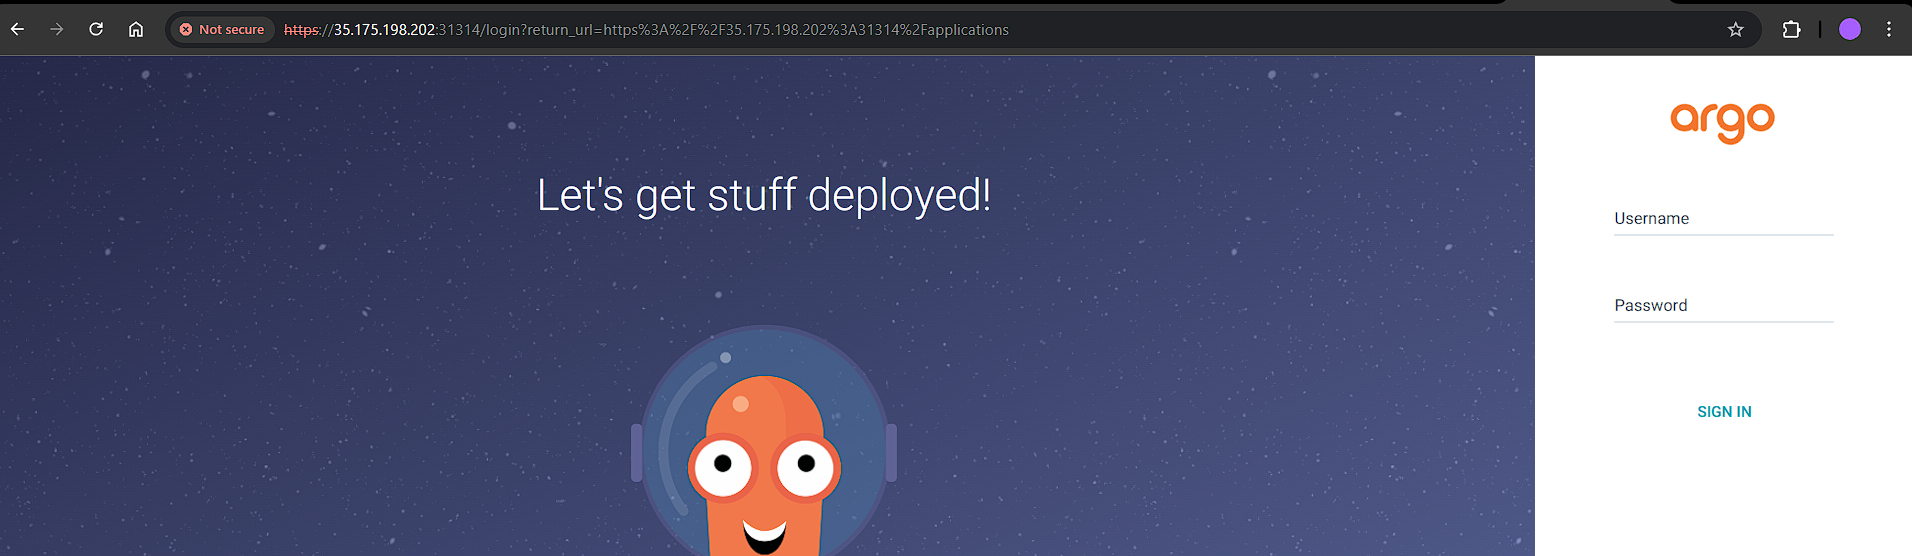 Not secure https://35.175.198.202:31314/login?return_url=https%3A%2F%2F35.175.198.202%3A31314%2Fapplications
Let's get stuff deployed!
argo
Username
Password
SIGN IN